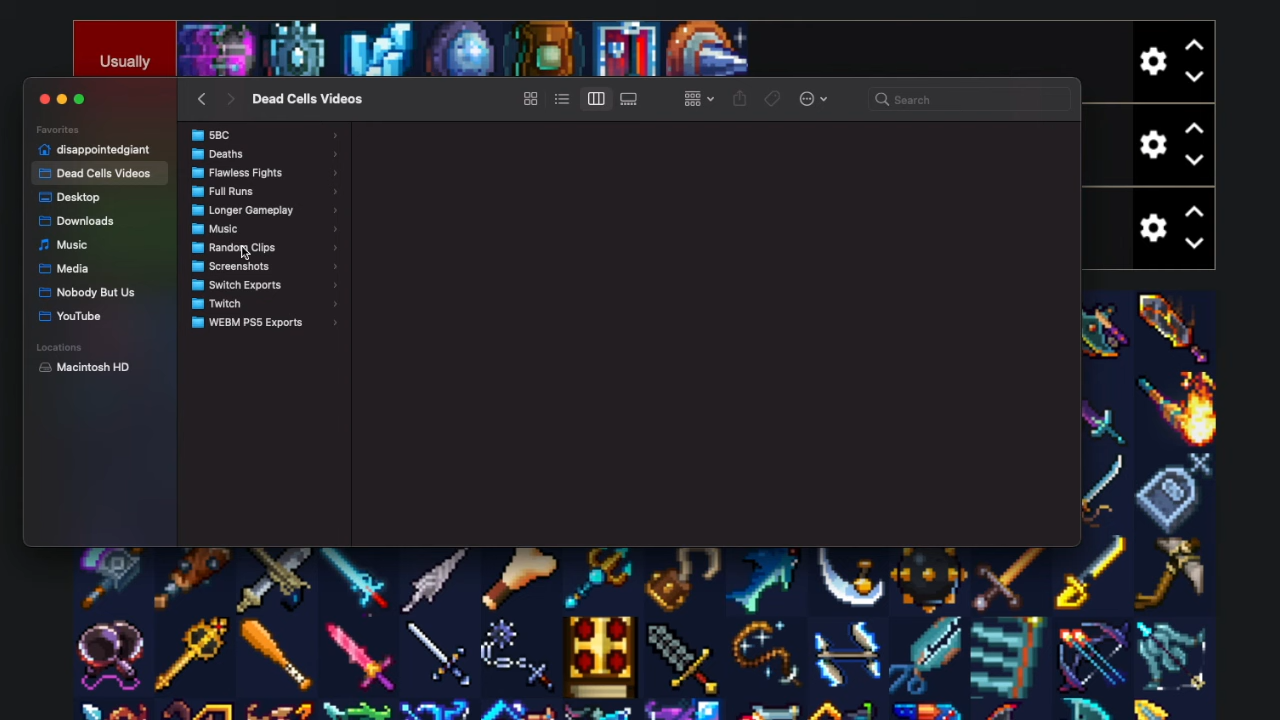 Usually
Dead Cells Videos
Search
Favorites
disappointedgiant
Dead Cells Videos
Desktop
Downloads
Music
Media
Nobody But Us
YouTube
Locations
Macintosh HD
5BC
Deaths
Flawless Fights
Full Runs
Longer Gameplay
Music
Random Clips
Screenshots
Switch Exports
Twitch
WEBM PS5 Exports